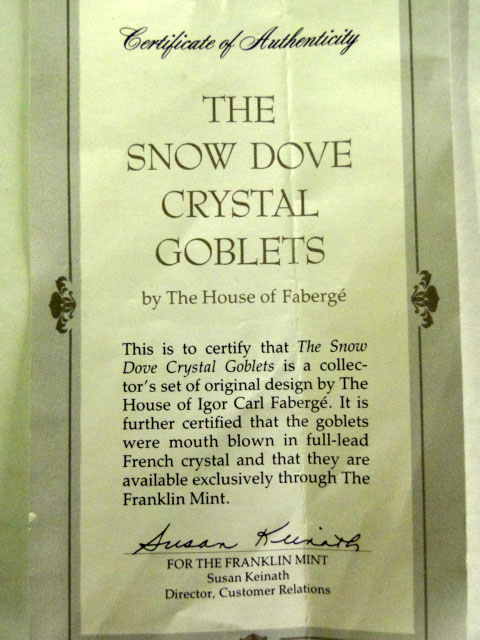 Certificate of Authenticity
THE
SNOW DOVE
CRYSTAL
GOBLETS
by The House of Fabergé
This is to certify that The Snow
Dove Crystal Goblets is a collec-
tor's set of original design by The
House of Igor Carl Fabergé. It is
further certified that the goblets
were mouth blown in full-lead
French crystal and that they are
available exclusively through The
Franklin Mint.
Susan Keinath
FOR THE FRANKLIN MINT
Susan Keinath
Director, Customer Relations